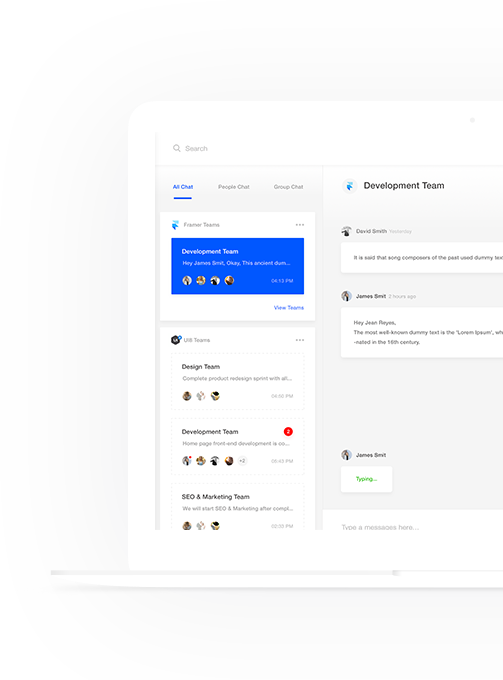 Search
All Chat
People Chat
Group Chat
Framer Teams
Development Team
Hey James Smit, Okay, This ancient dum...
06:13 PM
View Teams
UI8 Teams
Design Team
Complete product redesign sprint with all...
Development Team
2
Home page front-end development is co...
+2
05:43 PM
SEO & Marketing Team
We will start SEO & Marketing after compl...
02:39 PM
Development Team
David Smith Yesterday
It is said that song composers of the past used dummy tex
James Smit 2 hours ago
Hey Jean Reyes,
The most well-known dummy text is the 'Lorem Ipsum', wh
-nated in the 16th century.
James Smit
Typing...
Type a messages here...